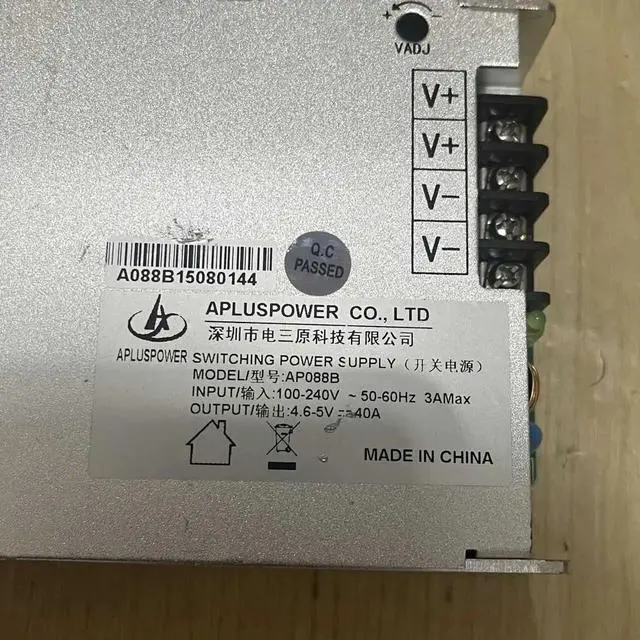 + -
VADJ
V+
V+
V-
V-
A088B15080144
Q.C
PASSED
APLUSPOWER CO., LTD
深圳市电三原科技有限公司
APLUSPOWER
SWITCHING POWER SUPPLY（开关电源）
MODEL/型号:AP088B
INPUT/输入:100-240V ~ 50-60Hz 3AMax
OUTPUT/输出:4.6-5V ⎓40A
MADE IN CHINA